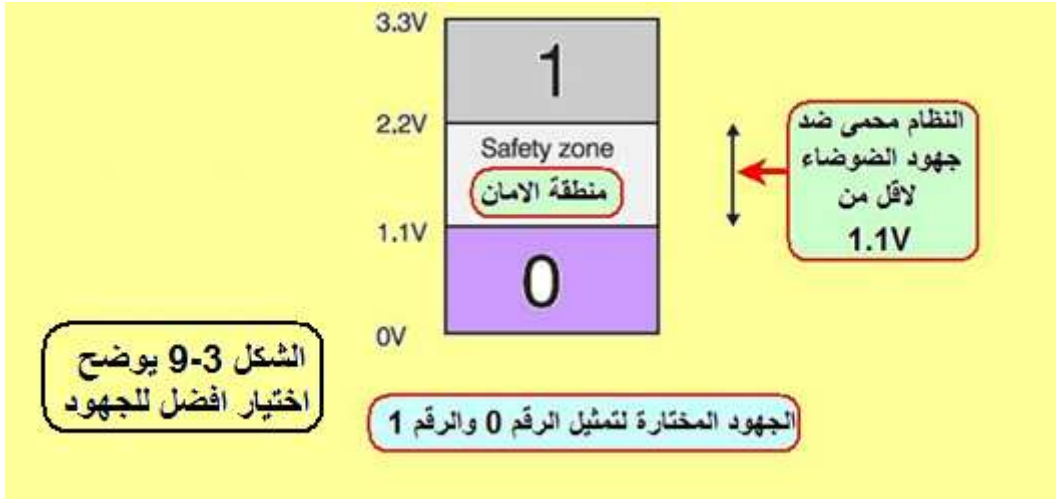 3.3V
1
2.2V
Safety zone
منطقة الامان
1.1V
0
0V
النظام محمى ضد
جهود الضوضاء
لاقل من
1.1V
الشكل 3-9 يوضح
اختيار افضل للجهود
الجهود المختارة لتمثيل الرقم 0 والرقم 1